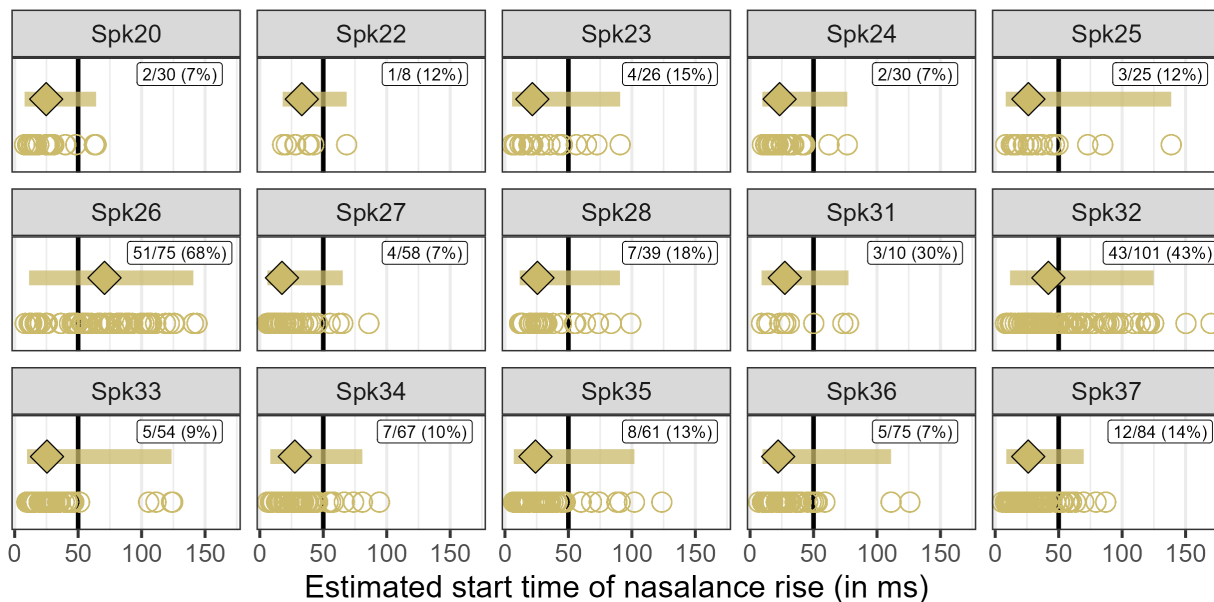 Spk20 Spk22 Spk23 Spk24 Spk25
2/30 (7%) 1/8 (12%) 4/26 (15%) 2/30 (7%) 3/25 (12%)
Spk26 Spk27 Spk28 Spk31 Spk32
51/75 (68%) 4/58 (7%) 7/39 (18%) 3/10 (30%) 43/101 (43%)
Spk33 Spk34 Spk35 Spk36 Spk37
5/54 (9%) 7/67 (10%) 8/61 (13%) 5/75 (7%) 12/84 (14%)
0 50 100 150 0 50 100 150 0 50 100 150 0 50 100 150 0 50 100 150
Estimated start time of nasalance rise (in ms)